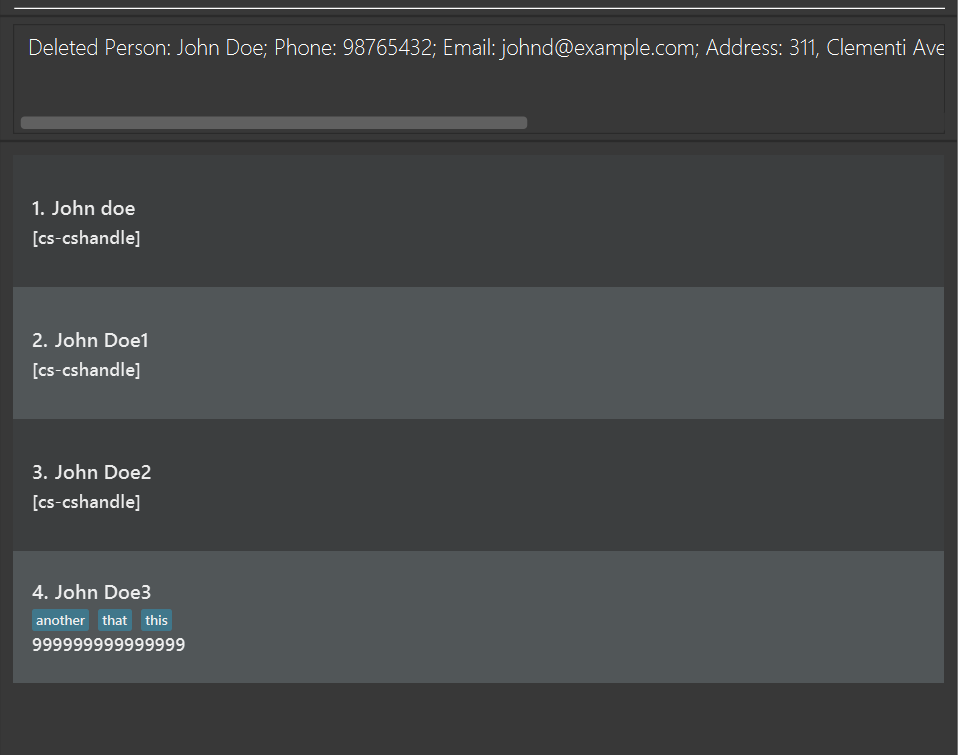 Deleted Person: John Doe; Phone: 98765432; Email: johnd@example.com; Address: 311, Clementi Ave
1. John doe
[cs-cshandle]
2. John Doe1
[cs-cshandle]
3. John Doe2
[cs-cshandle]
4. John Doe3
another that this
999999999999999